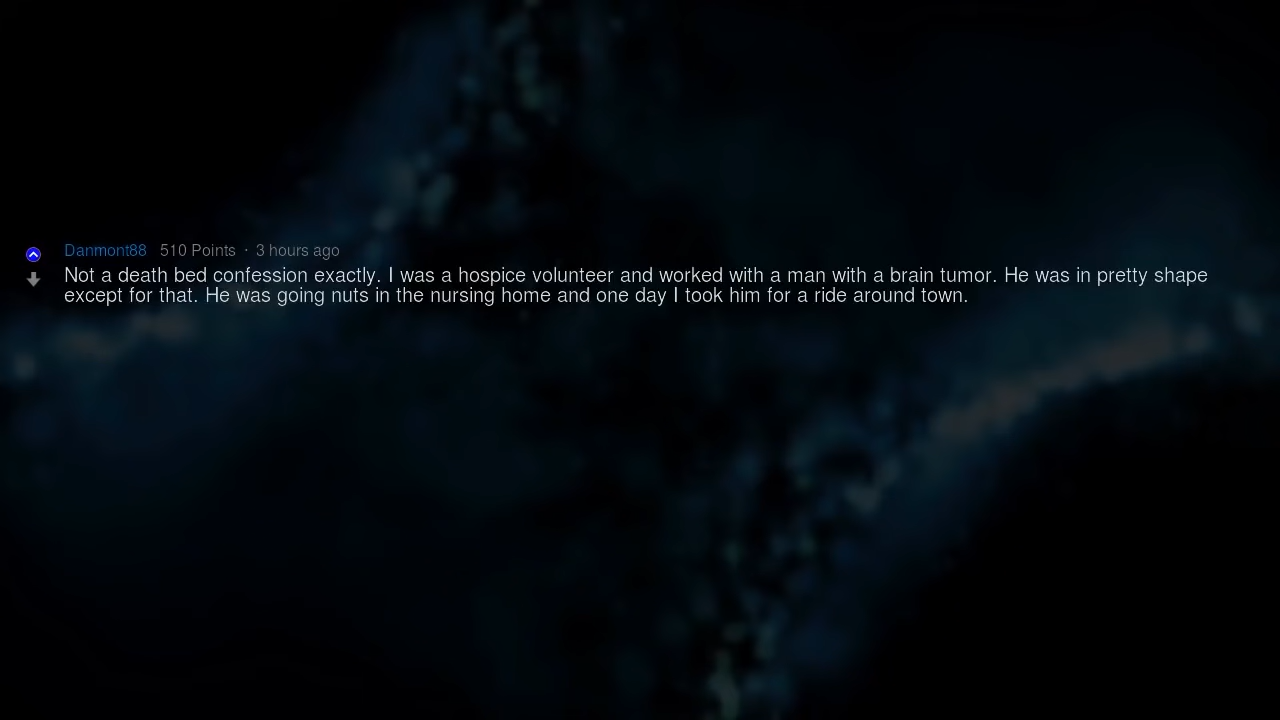 Danmont88 510 Points · 3 hours ago
Not a death bed confession exactly. I was a hospice volunteer and worked with a man with a brain tumor. He was in pretty shape
except for that. He was going nuts in the nursing home and one day I took him for a ride around town.